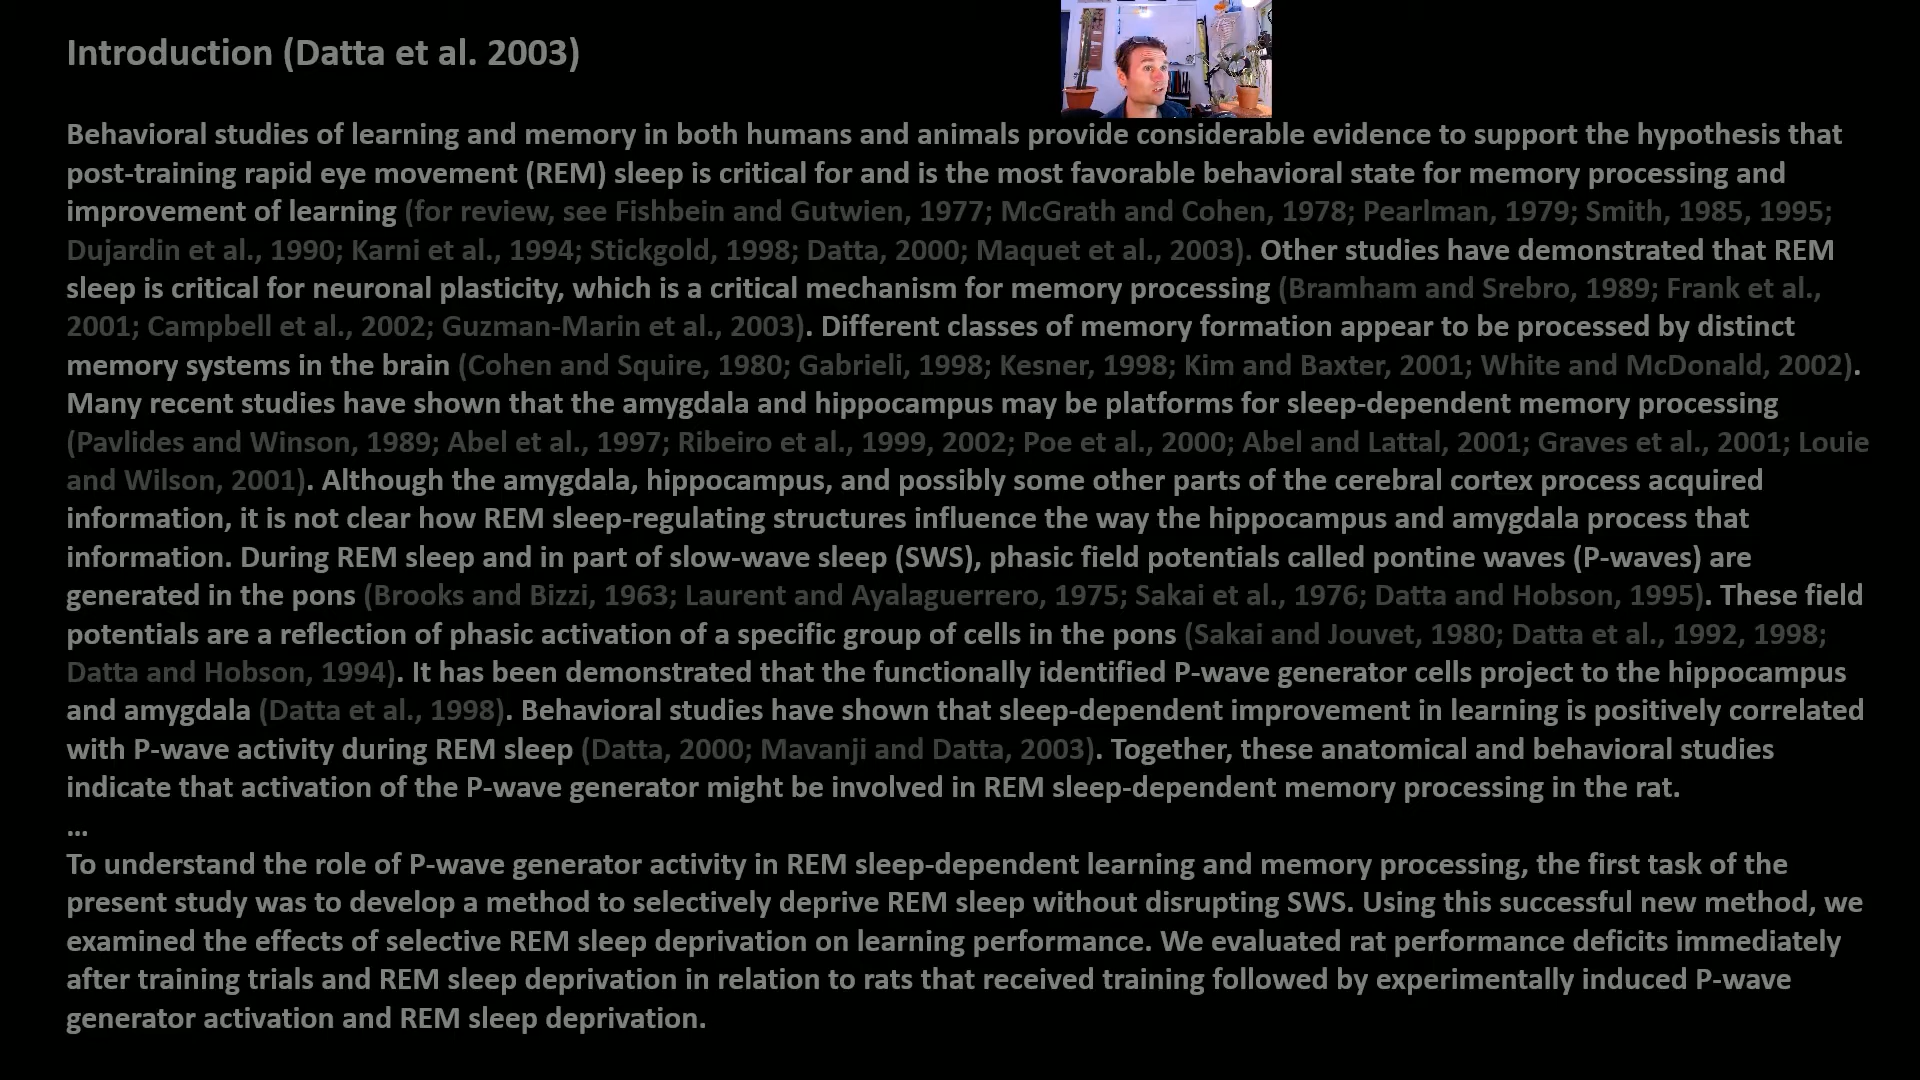 Introduction (Datta et al. 2003)
Behavioral studies of learning and memory in both humans and animals provide considerable evidence to support the hypothesis that
post-training rapid eye movement (REM) sleep is critical for and is the most favorable behavioral state for memory processing and
improvement of learning (for review, see Fishbein and Gutwien, 1977; McGrath and Cohen, 1978; Pearlman, 1979; Smith, 1985, 1995;
Dujardin et al., 1990; Karni et al., 1994; Stickgold, 1998; Datta, 2000; Maquet et al., 2003). Other studies have demonstrated that REM
sleep is critical for neuronal plasticity, which is a critical mechanism for memory processing (Bramham and Srebro, 1989; Frank et al.,
2001; Campbell et al., 2002; Guzman-Marin et al., 2003). Different classes of memory formation appear to be processed by distinct
memory systems in the brain (Cohen and Squire, 1980; Gabrieli, 1998; Kesner, 1998; Kim and Baxter, 2001; White and McDonald, 2002).
Many recent studies have shown that the amygdala and hippocampus may be platforms for sleep-dependent memory processing
(Pavlides and Winson, 1989; Abel et al., 1997; Ribeiro et al., 1999, 2002; Poe et al., 2000; Abel and Lattal, 2001; Graves et al., 2001; Louie
and Wilson, 2001). Although the amygdala, hippocampus, and possibly some other parts of the cerebral cortex process acquired
information, it is not clear how REM sleep-regulating structures influence the way the hippocampus and amygdala process that
information. During REM sleep and in part of slow-wave sleep (SWS), phasic field potentials called pontine waves (P-waves) are
generated in the pons (Brooks and Bizzi, 1963; Laurent and Ayalaguerrero, 1975; Sakai et al., 1976; Datta and Hobson, 1995). These field
potentials are a reflection of phasic activation of a specific group of cells in the pons (Sakai and Jouvet, 1980; Datta et al., 1992, 1998;
Datta and Hobson, 1994). It has been demonstrated that the functionally identified P-wave generator cells project to the hippocampus
and amygdala (Datta et al., 1998). Behavioral studies have shown that sleep-dependent improvement in learning is positively correlated
with P-wave activity during REM sleep (Datta, 2000; Mavanji and Datta, 2003). Together, these anatomical and behavioral studies
indicate that activation of the P-wave generator might be involved in REM sleep-dependent memory processing in the rat.
...
To understand the role of P-wave generator activity in REM sleep-dependent learning and memory processing, the first task of the
present study was to develop a method to selectively deprive REM sleep without disrupting SWS. Using this successful new method, we
examined the effects of selective REM sleep deprivation on learning performance. We evaluated rat performance deficits immediately
after training trials and REM sleep deprivation in relation to rats that received training followed by experimentally induced P-wave
generator activation and REM sleep deprivation.